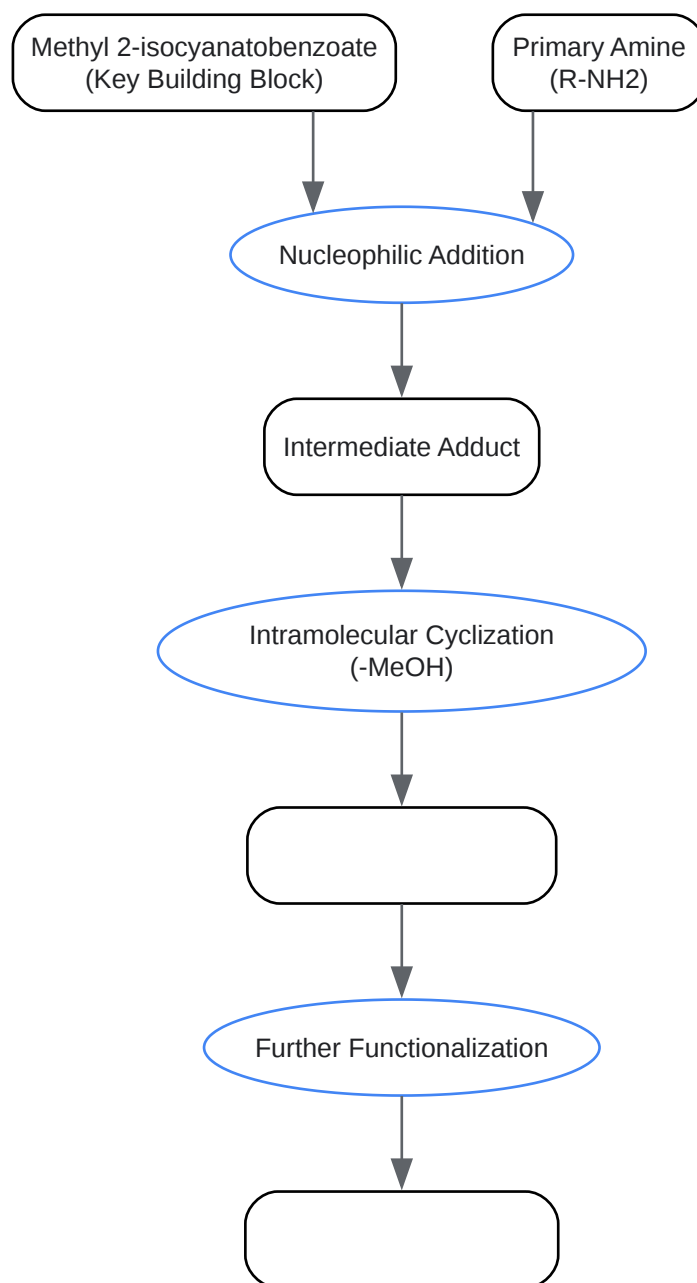 Methyl 2-isocyanatobenzoate
(Key Building Block)
Primary Amine
(R-NH2)
Nucleophilic Addition
Intermediate Adduct
Intramolecular Cyclization
(-MeOH)
Further Functionalization